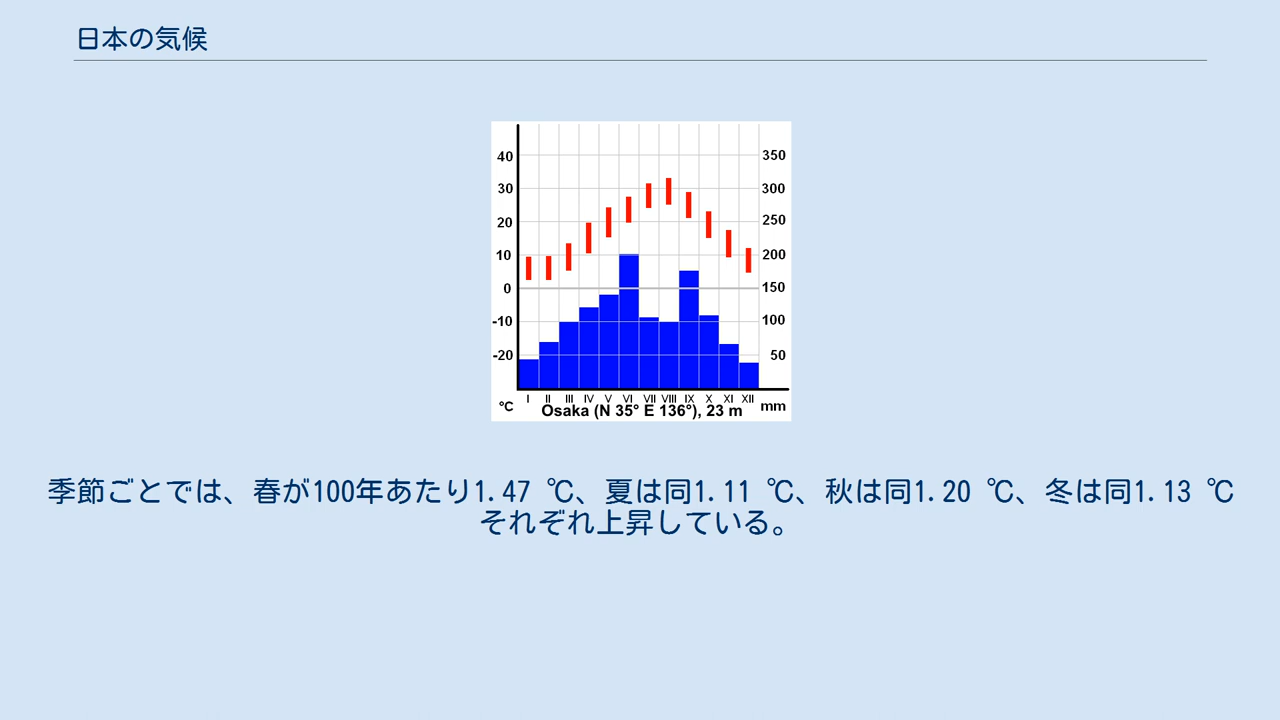 日本の気候
40
30
20
10
0
-10
-20
350
300
250
200
150
100
50
°C
I II III IV V VI VII VIII IX X XI XII
mm
Osaka (N 35° E 136°), 23 m
季節ごとでは、春が100年あたり1.47 ℃、夏は同1.11 ℃、秋は同1.20 ℃、冬は同1.13 ℃
それぞれ上昇している。